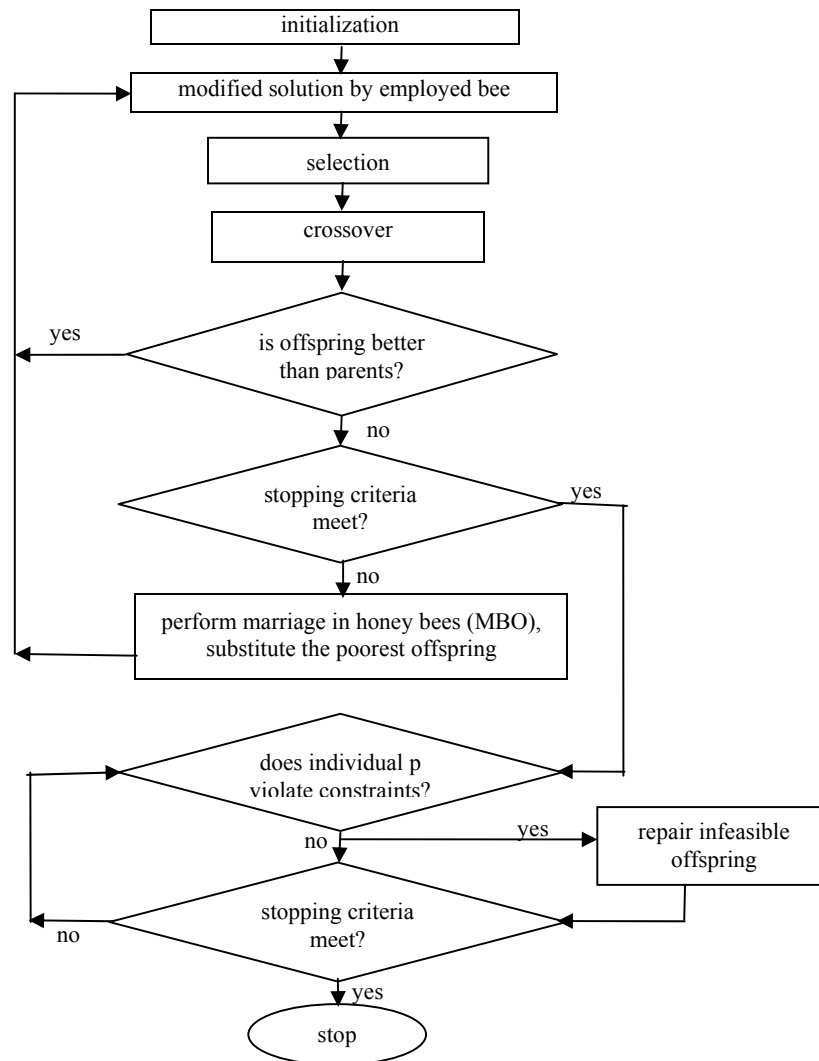 initialization
modified solution by employed bee
selection
crossover
yes
is offspring better
than parents?
no
stopping criteria
meet?
yes
no
perform marriage in honey bees (MBO),
substitute the poorest offspring
does individual p
violate constraints?
no
yes
repair infeasible
offspring
stopping criteria
meet?
no
yes
stop